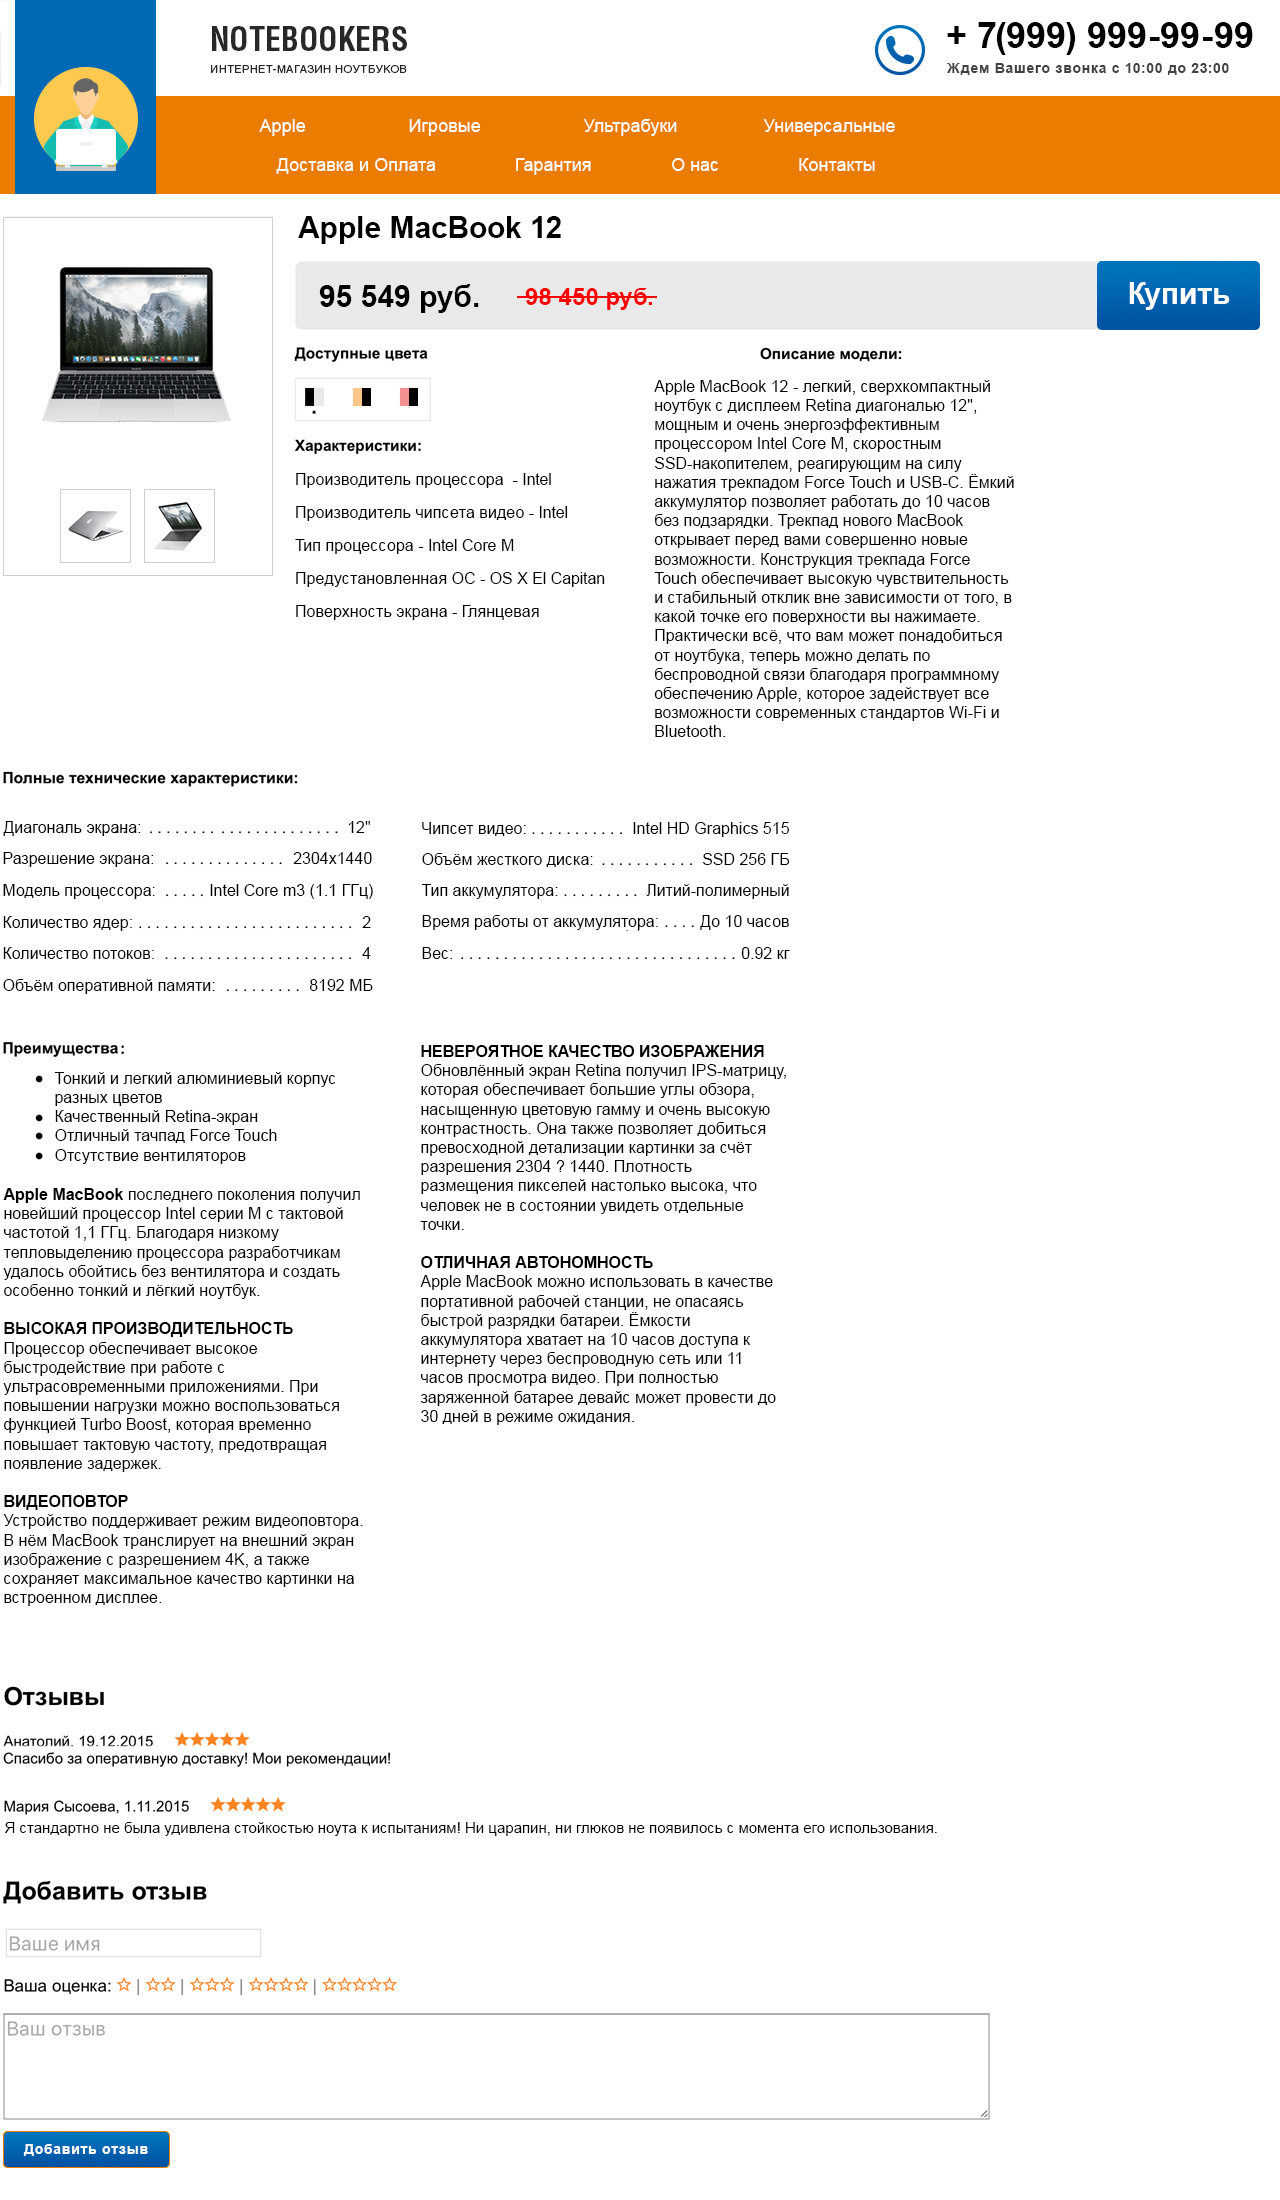 NOTEBOOKERS
ИНТЕРНЕТ-МАГАЗИН НОУТБУКОВ
+ 7(999) 999-99-99
Ждем Вашего звонка с 10:00 до 23:00
Apple Игровые Ультрабуки Универсальные
Доставка и Оплата Гарантия О нас Контакты
Apple MacBook 12
95 549 руб. 98 450 руб. Купить
Доступные цвета
Характеристики:
Производитель процессора - Intel
Производитель чипсета видео - Intel
Тип процессора - Intel Core M
Предустановленная ОС - OS X El Capitan
Поверхность экрана - Глянцевая
Описание модели:
Apple MacBook 12 - легкий, сверхкомпактный
ноутбук с дисплеем Retina диагональю 12",
мощным и очень энергоэффективным
процессором Intel Core M, скоростным
SSD-накопителем, реагирующим на силу
нажатия трекпадом Force Touch и USB-C. Ёмкий
аккумулятор позволяет работать до 10 часов
без подзарядки. Трекпад нового MacBook
открывает перед вами совершенно новые
возможности. Конструкция трекпада Force
Touch обеспечивает высокую чувствительность
и стабильный отклик вне зависимости от того, в
какой точке его поверхности вы нажимаете.
Практически всё, что вам может понадобиться
от ноутбука, теперь можно делать по
беспроводной связи благодаря программному
обеспечению Apple, которое задействует все
возможности современных стандартов Wi-Fi и
Bluetooth.
Полные технические характеристики:
Диагональ экрана: . . . . . . . . . . . . . . . . . . . . . . 12"
Разрешение экрана: . . . . . . . . . . . . . . 2304x1440
Модель процессора: . . . . . Intel Core m3 (1.1 ГГц)
Количество ядер: . . . . . . . . . . . . . . . . . . . . . . . . . 2
Количество потоков: . . . . . . . . . . . . . . . . . . . . . . 4
Объём оперативной памяти: . . . . . . . . . 8192 МБ
Чипсет видео: . . . . . . . . . . . Intel HD Graphics 515
Объём жесткого диска: . . . . . . . . . . . SSD 256 ГБ
Тип аккумулятора: . . . . . . . . . Литий-полимерный
Время работы от аккумулятора: . . . . До 10 часов
Вес: . . . . . . . . . . . . . . . . . . . . . . . . . . . . . . . . 0.92 кг
Преимущества:
• Тонкий и легкий алюминиевый корпус
разных цветов
• Качественный Retina-экран
• Отличный тачпад Force Touch
• Отсутствие вентиляторов
Apple MacBook последнего поколения получил
новейший процессор Intel серии M с тактовой
частотой 1,1 ГГц. Благодаря низкому
тепловыделению процессора разработчикам
удалось обойтись без вентилятора и создать
особенно тонкий и лёгкий ноутбук.
ВЫСОКАЯ ПРОИЗВОДИТЕЛЬНОСТЬ
Процессор обеспечивает высокое
быстродействие при работе с
ультрасовременными приложениями. При
повышении нагрузки можно воспользоваться
функцией Turbo Boost, которая временно
повышает тактовую частоту, предотвращая
появление задержек.
ВИДЕОПОВТОР
Устройство поддерживает режим видеоповтора.
В нём MacBook транслирует на внешний экран
изображение с разрешением 4K, а также
сохраняет максимальное качество картинки на
встроенном дисплее.
НЕВЕРОЯТНОЕ КАЧЕСТВО ИЗОБРАЖЕНИЯ
Обновлённый экран Retina получил IPS-матрицу,
которая обеспечивает большие углы обзора,
насыщенную цветовую гамму и очень высокую
контрастность. Она также позволяет добиться
превосходной детализации картинки за счёт
разрешения 2304 ? 1440. Плотность
размещения пикселей настолько высока, что
человек не в состоянии увидеть отдельные
точки.
ОТЛИЧНАЯ АВТОНОМНОСТЬ
Apple MacBook можно использовать в качестве
портативной рабочей станции, не опасаясь
быстрой разрядки батареи. Ёмкости
аккумулятора хватает на 10 часов доступа к
интернету через беспроводную сеть или 11
часов просмотра видео. При полностью
заряженной батарее девайс может провести до
30 дней в режиме ожидания.
Отзывы
Анатолий, 19.12.2015
Спасибо за оперативную доставку! Мои рекомендации!
Мария Сысоева, 1.11.2015
Я стандартно не была удивлена стойкостью ноута к испытаниям! Ни царапин, ни глюков не появилось с момента его использования.
Добавить отзыв
Ваше имя
Ваша оценка: | | | |
Ваш отзыв
Добавить отзыв